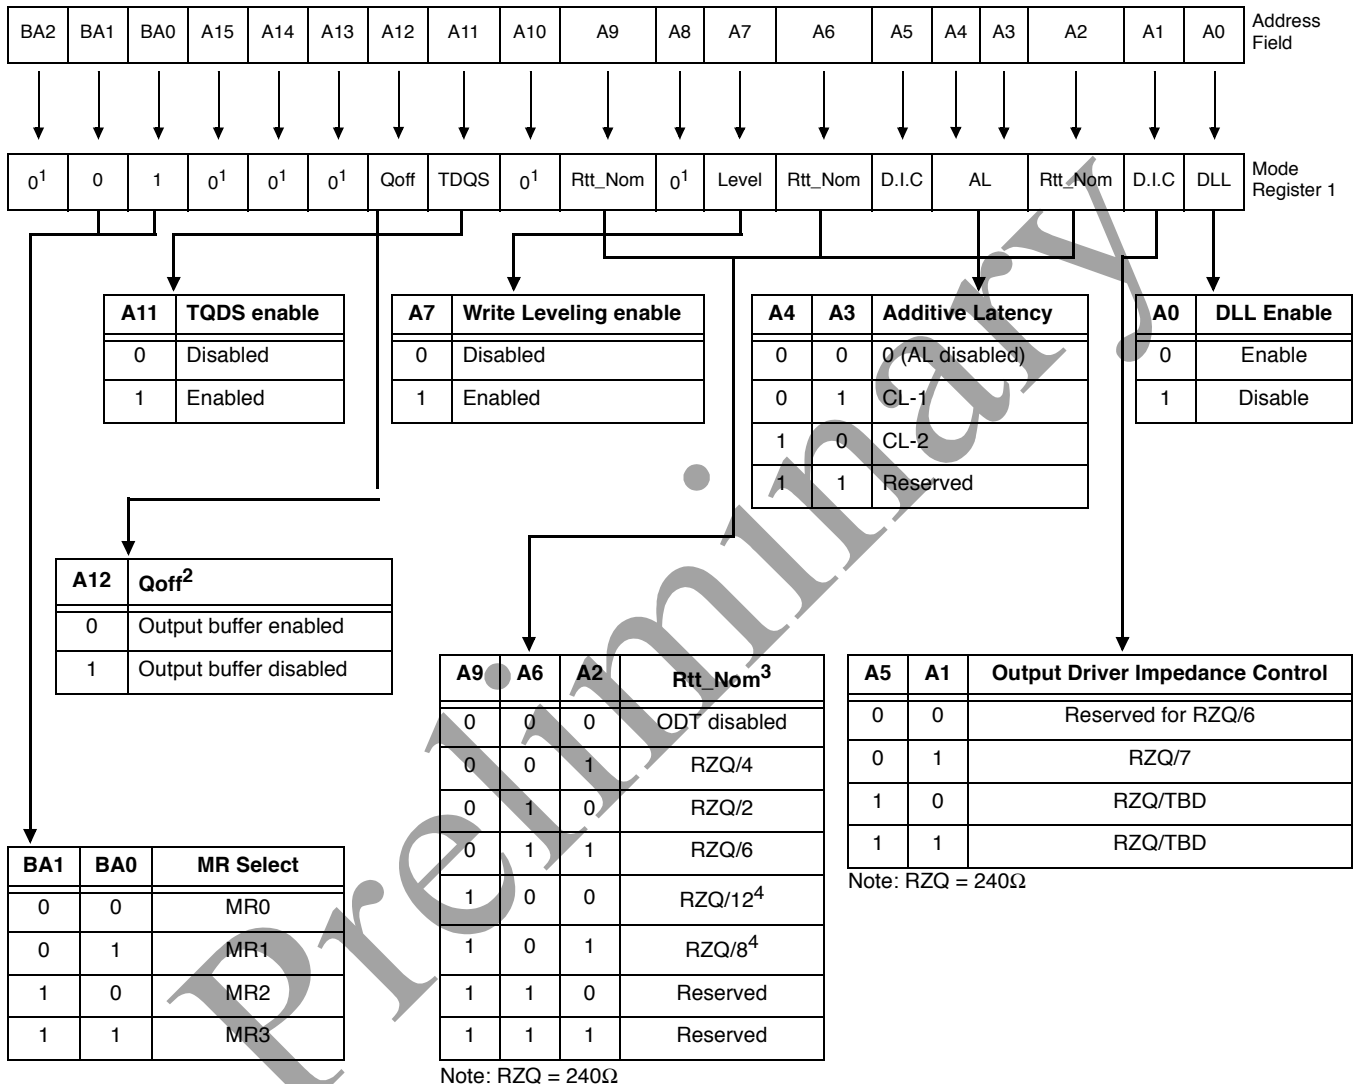 BA2 BA1 BA0 A15 A14 A13 A12 A11 A10 A9 A8 A7 A6 A5 A4 A3 A2 A1 A0 Address Field
0¹ 0 1 0¹ 0¹ 0¹ Qoff TDQS 0¹ Rtt_Nom 0¹ Level Rtt_Nom D.I.C AL Rtt_Nom D.I.C DLL Mode Register 1
A11 TQDS enable
0 Disabled
1 Enabled
A7 Write Leveling enable
0 Disabled
1 Enabled
A4 A3 Additive Latency
0 0 0 (AL disabled)
0 1 CL-1
1 0 CL-2
1 1 Reserved
A0 DLL Enable
0 Enable
1 Disable
A12 Qoff²
0 Output buffer enabled
1 Output buffer disabled
A9 A6 A2 Rtt_Nom³
0 0 0 ODT disabled
0 0 1 RZQ/4
0 1 0 RZQ/2
0 1 1 RZQ/6
1 0 0 RZQ/12⁴
1 0 1 RZQ/8⁴
1 1 0 Reserved
1 1 1 Reserved
Note: RZQ = 240Ω
A5 A1 Output Driver Impedance Control
0 0 Reserved for RZQ/6
0 1 RZQ/7
1 0 RZQ/TBD
1 1 RZQ/TBD
Note: RZQ = 240Ω
BA1 BA0 MR Select
0 0 MR0
0 1 MR1
1 0 MR2
1 1 MR3
Preliminary